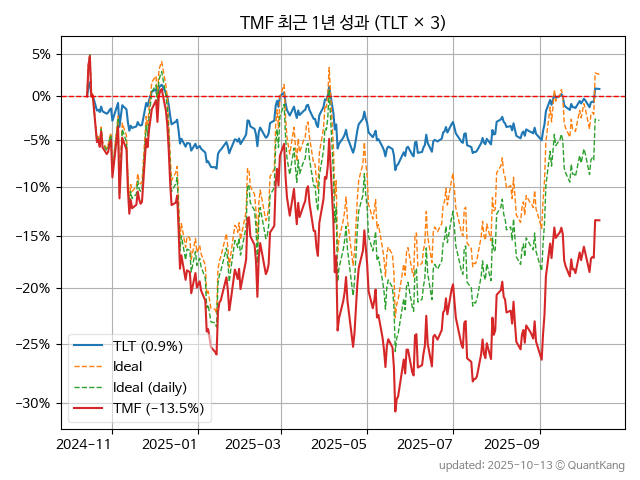 TMF 최근 1년 성과 (TLT × 3)
5%
0%
−5%
−10%
−15%
−20%
−25%
−30%
TLT (0.9%)
Ideal
Ideal (daily)
TMF (−13.5%)
2024-11 2025-01 2025-03 2025-05 2025-07 2025-09
updated: 2025-10-13 © QuantKang